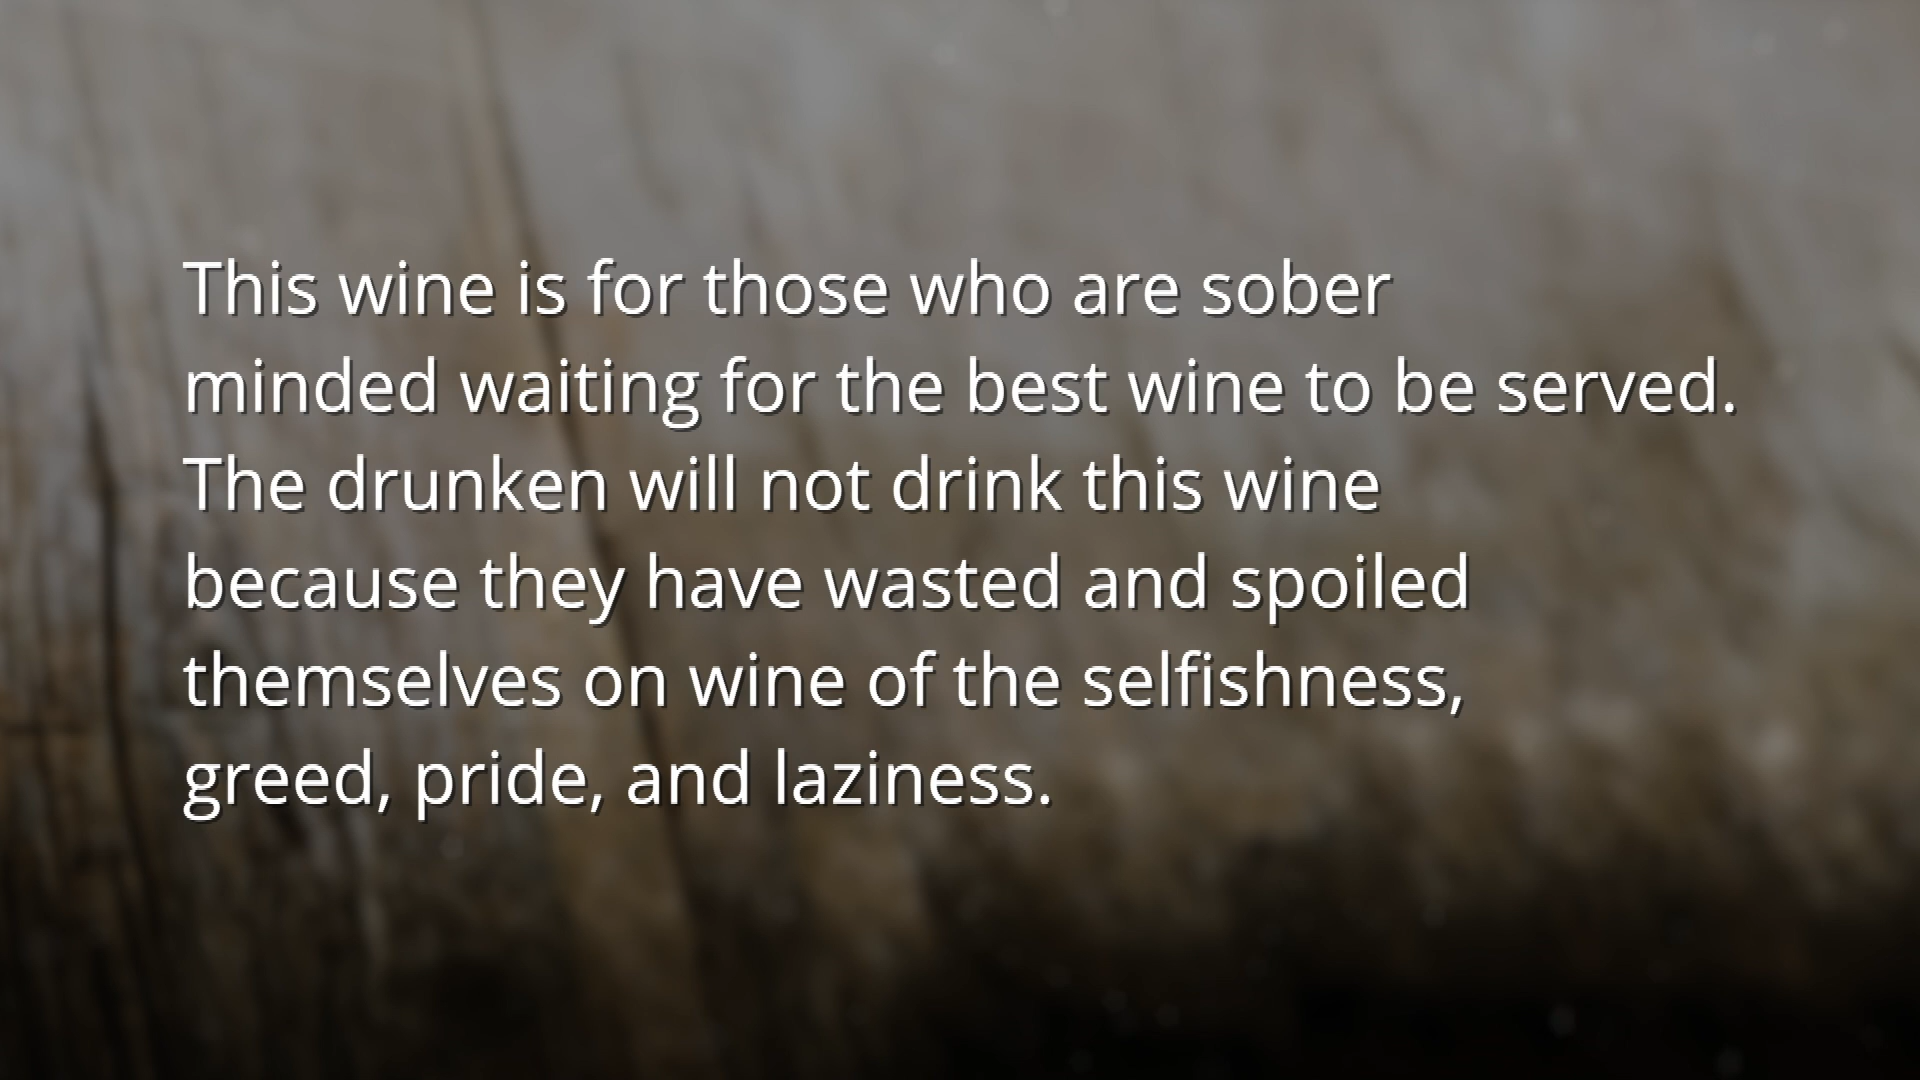 This wine is for those who are sober
minded waiting for the best wine to be served.
The drunken will not drink this wine
because they have wasted and spoiled
themselves on wine of the selfishness,
greed, pride, and laziness.